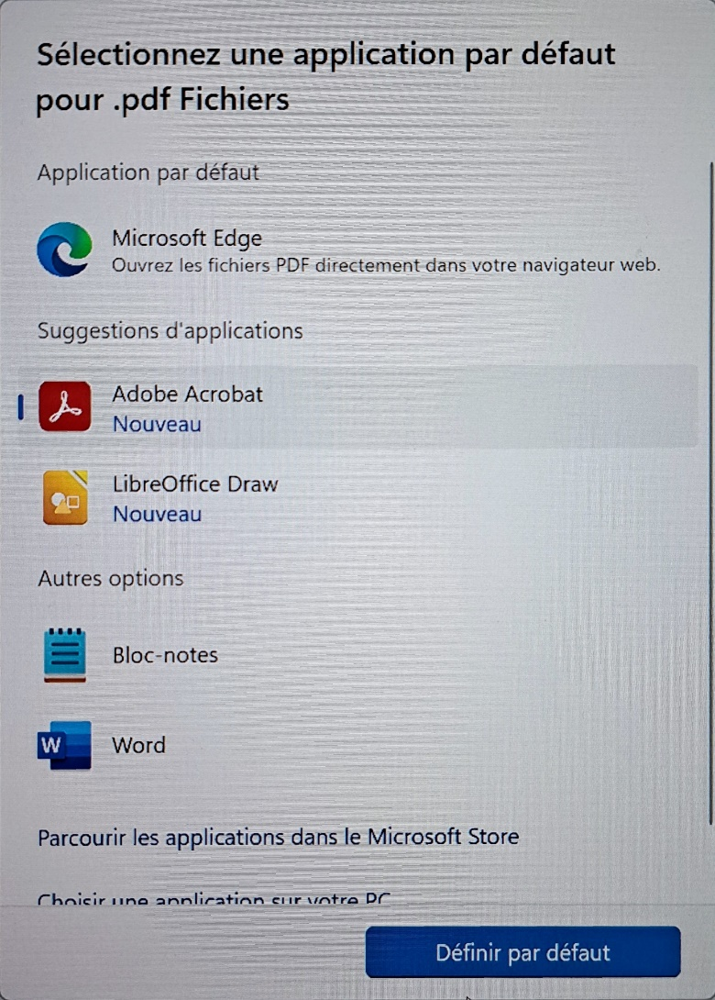 Sélectionnez une application par défaut
pour .pdf Fichiers
Application par défaut
Microsoft Edge
Ouvrez les fichiers PDF directement dans votre navigateur web.
Suggestions d'applications
Adobe Acrobat
Nouveau
LibreOffice Draw
Nouveau
Autres options
Bloc-notes
W
Word
Parcourir les applications dans le Microsoft Store
Choisir une application sur votre PC
Définir par défaut